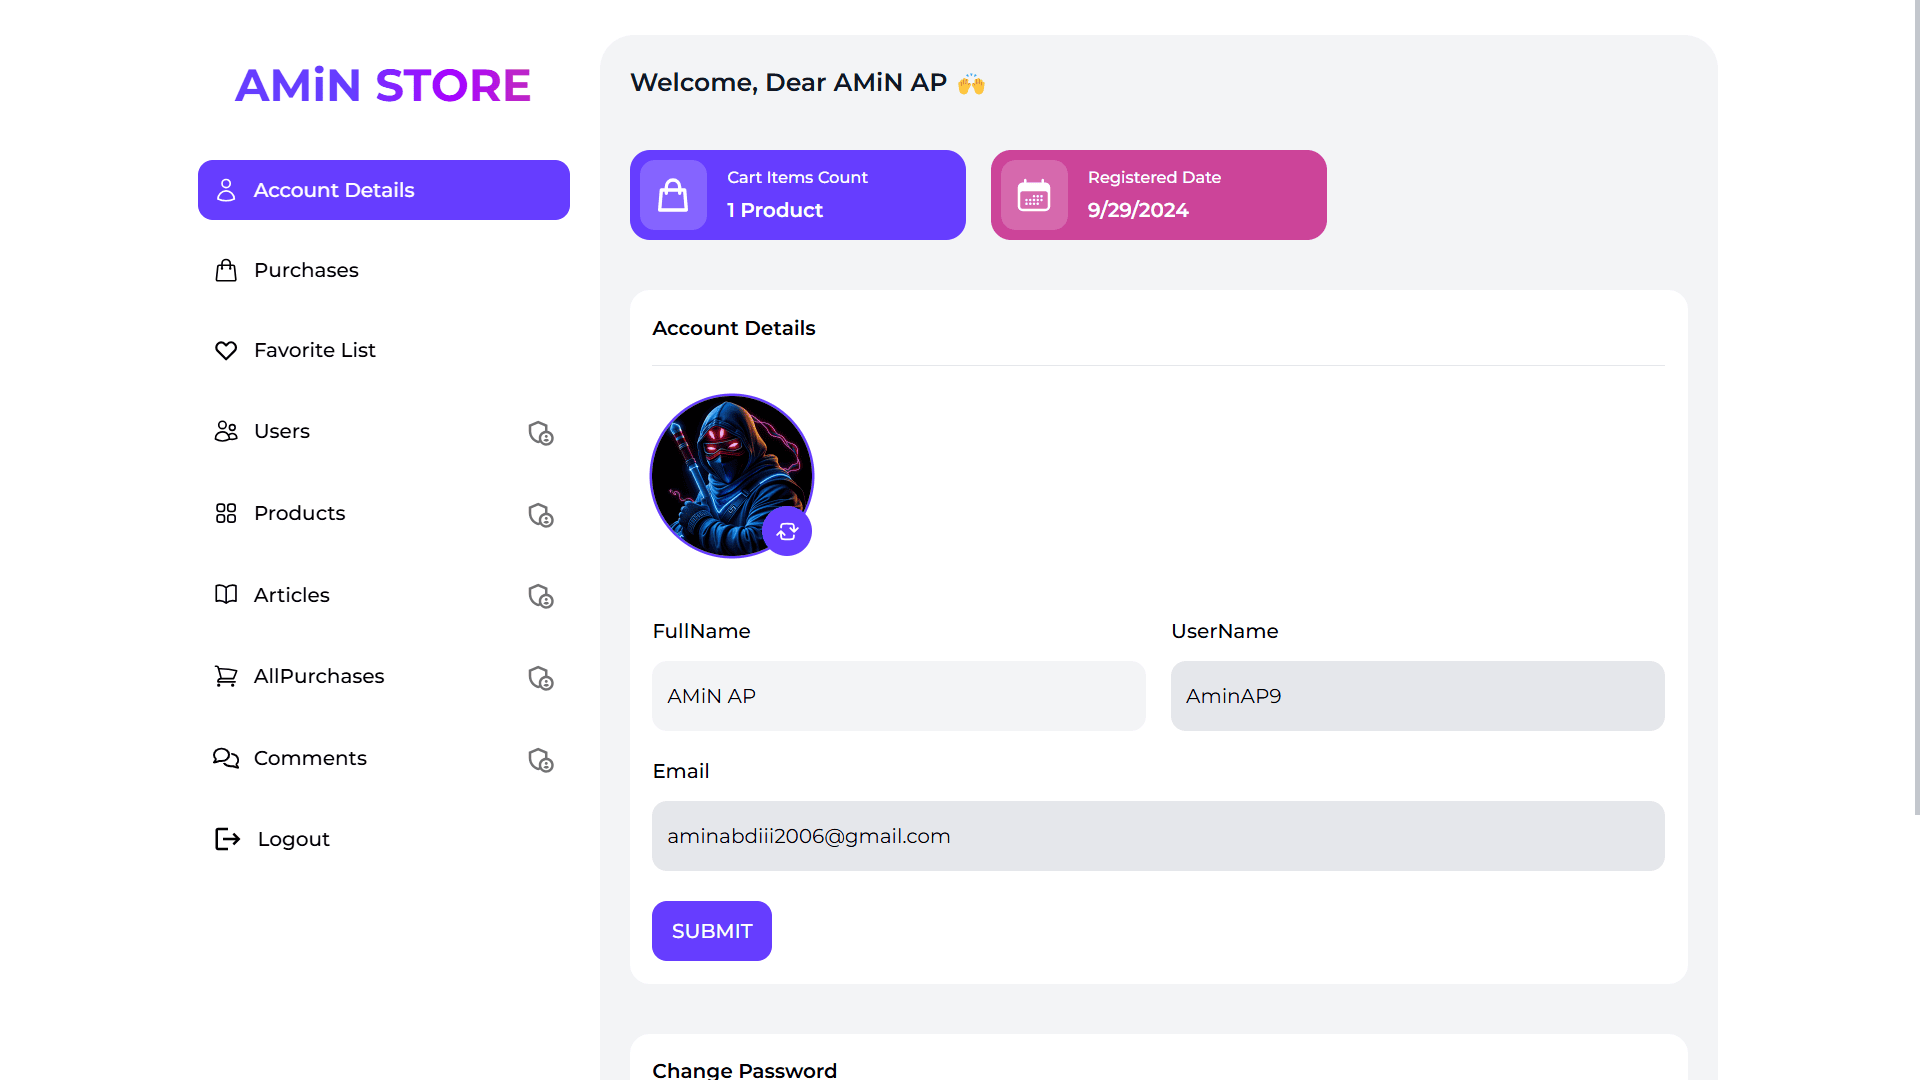 AMiN STORE
Account Details
Purchases
Favorite List
Users
Products
Articles
AllPurchases
Comments
Logout
Welcome, Dear AMiN AP 🙌
Cart Items Count
1 Product
Registered Date
9/29/2024
Account Details
FullName
AMiN AP
UserName
AminAP9
Email
aminabdiii2006@gmail.com
SUBMIT
Change Password